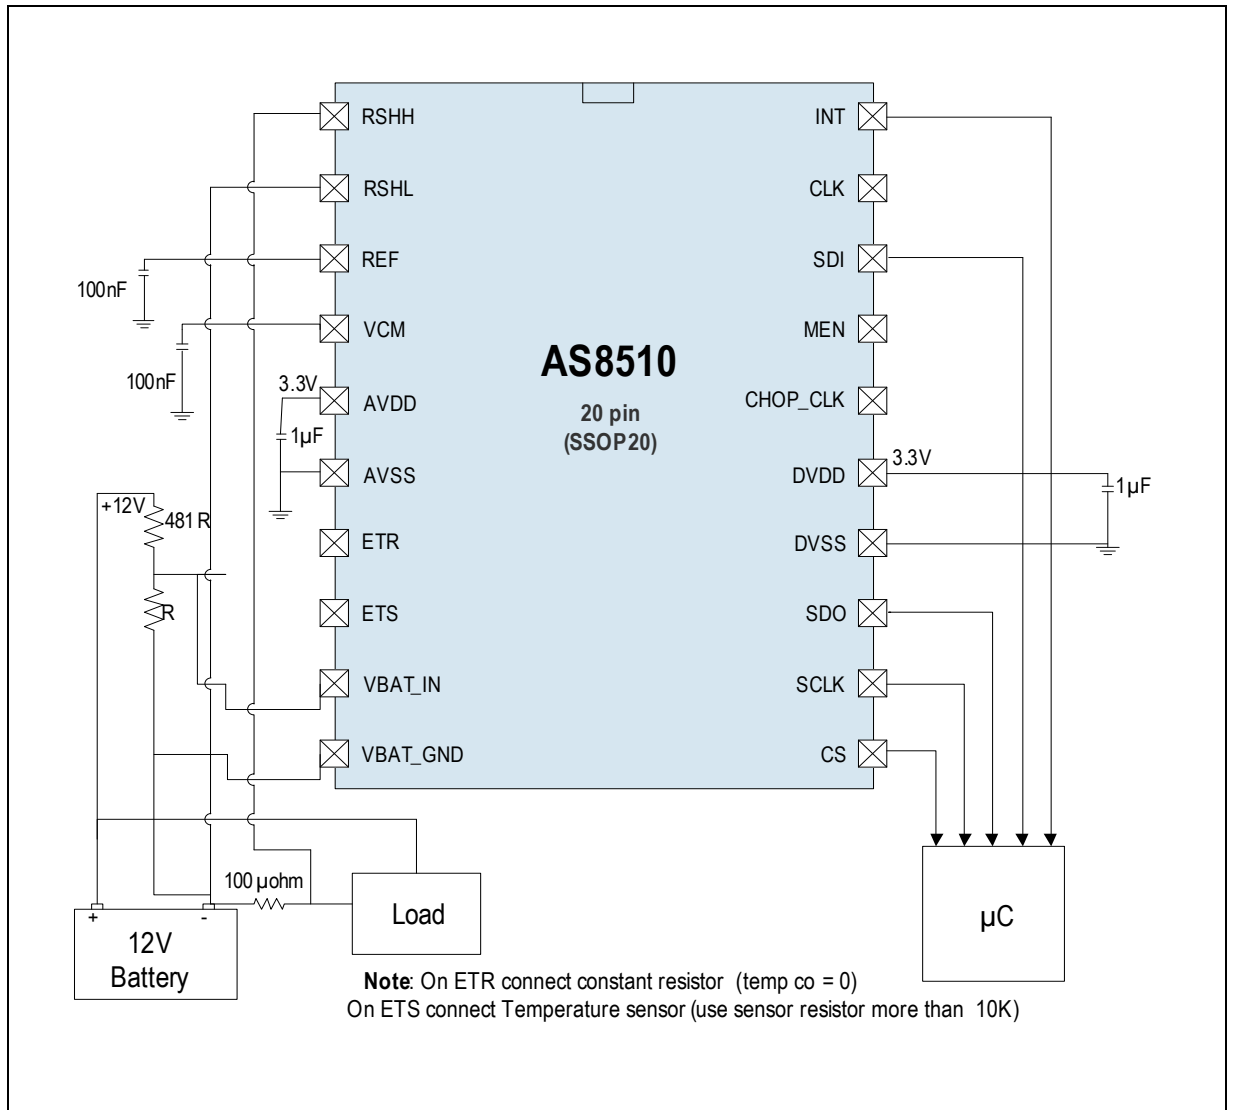 RSHH
INT
RSHL
CLK
REF
SDI
100nF
VCM
MEN
AS8510
100nF
3.3V
AVDD
CHOP_CLK
20 pin
(SSOP20)
1µF
AVSS
3.3V
DVDD
1µF
+12V
481 R
ETR
DVSS
R
ETS
SDO
VBAT_IN
SCLK
VBAT_GND
CS
100 µohm
+ -
12V
Battery
Load
µC
Note: On ETR connect constant resistor (temp co = 0)
On ETS connect Temperature sensor (use sensor resistor more than 10K)